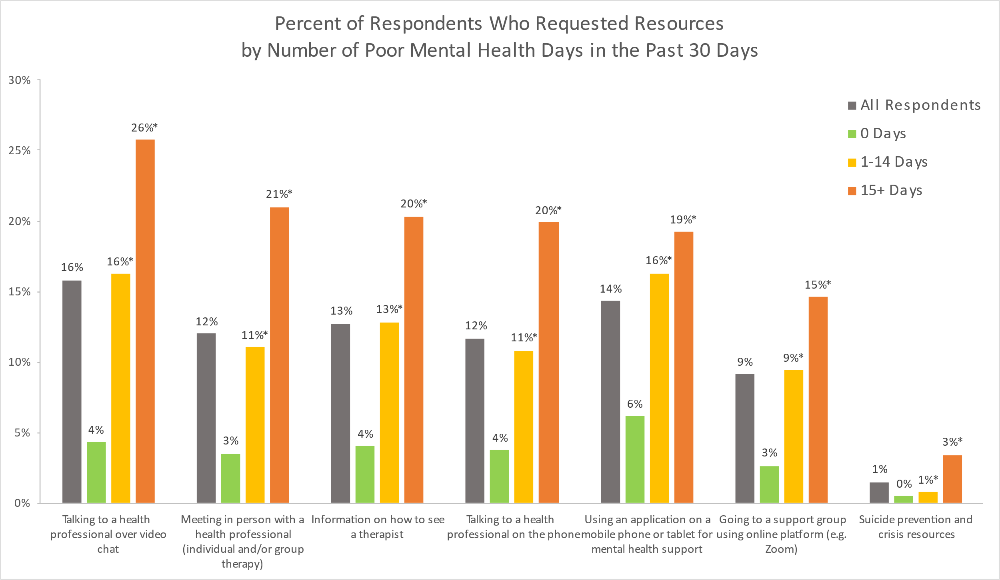 Percent of Respondents Who Requested Resources
by Number of Poor Mental Health Days in the Past 30 Days
30%
25%
20%
15%
10%
5%
0%
All Respondents
0 Days
1-14 Days
15+ Days
16%
4%
16%*
26%*
12%
3%
11%*
21%*
13%
4%
13%*
20%*
12%
4%
11%*
20%*
14%
6%
16%*
19%*
9%
3%
9%*
15%*
1%
0%
1%*
3%*
Talking to a health
professional over video
chat
Meeting in person with a
health professional
(individual and/or group
therapy)
Information on how to see
a therapist
Talking to a health
professional on the phone
Using an application on a
mobile phone or tablet for
mental health support
Going to a support group
using online platform (e.g.
Zoom)
Suicide prevention and
crisis resources